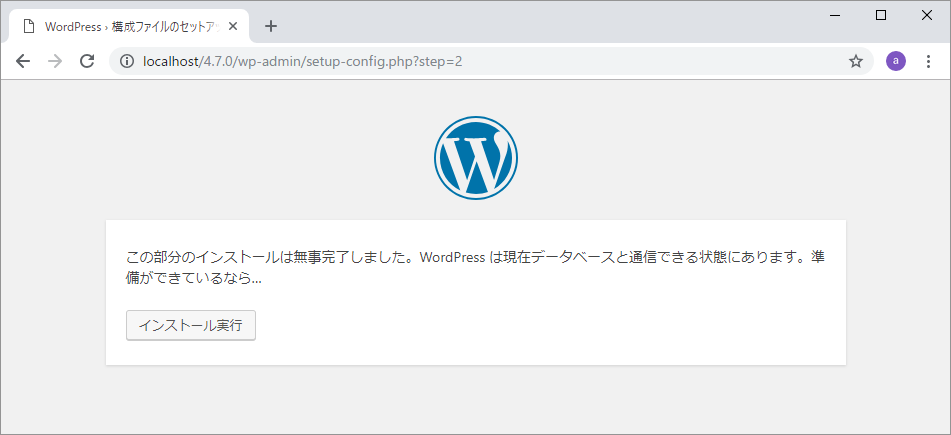 WordPress › 構成ファイルのセットア
localhost/4.7.0/wp-admin/setup-config.php?step=2
a
W
この部分のインストールは無事完了しました。WordPress は現在データベースと通信できる状態にあります。準
備ができているなら…
インストール実行